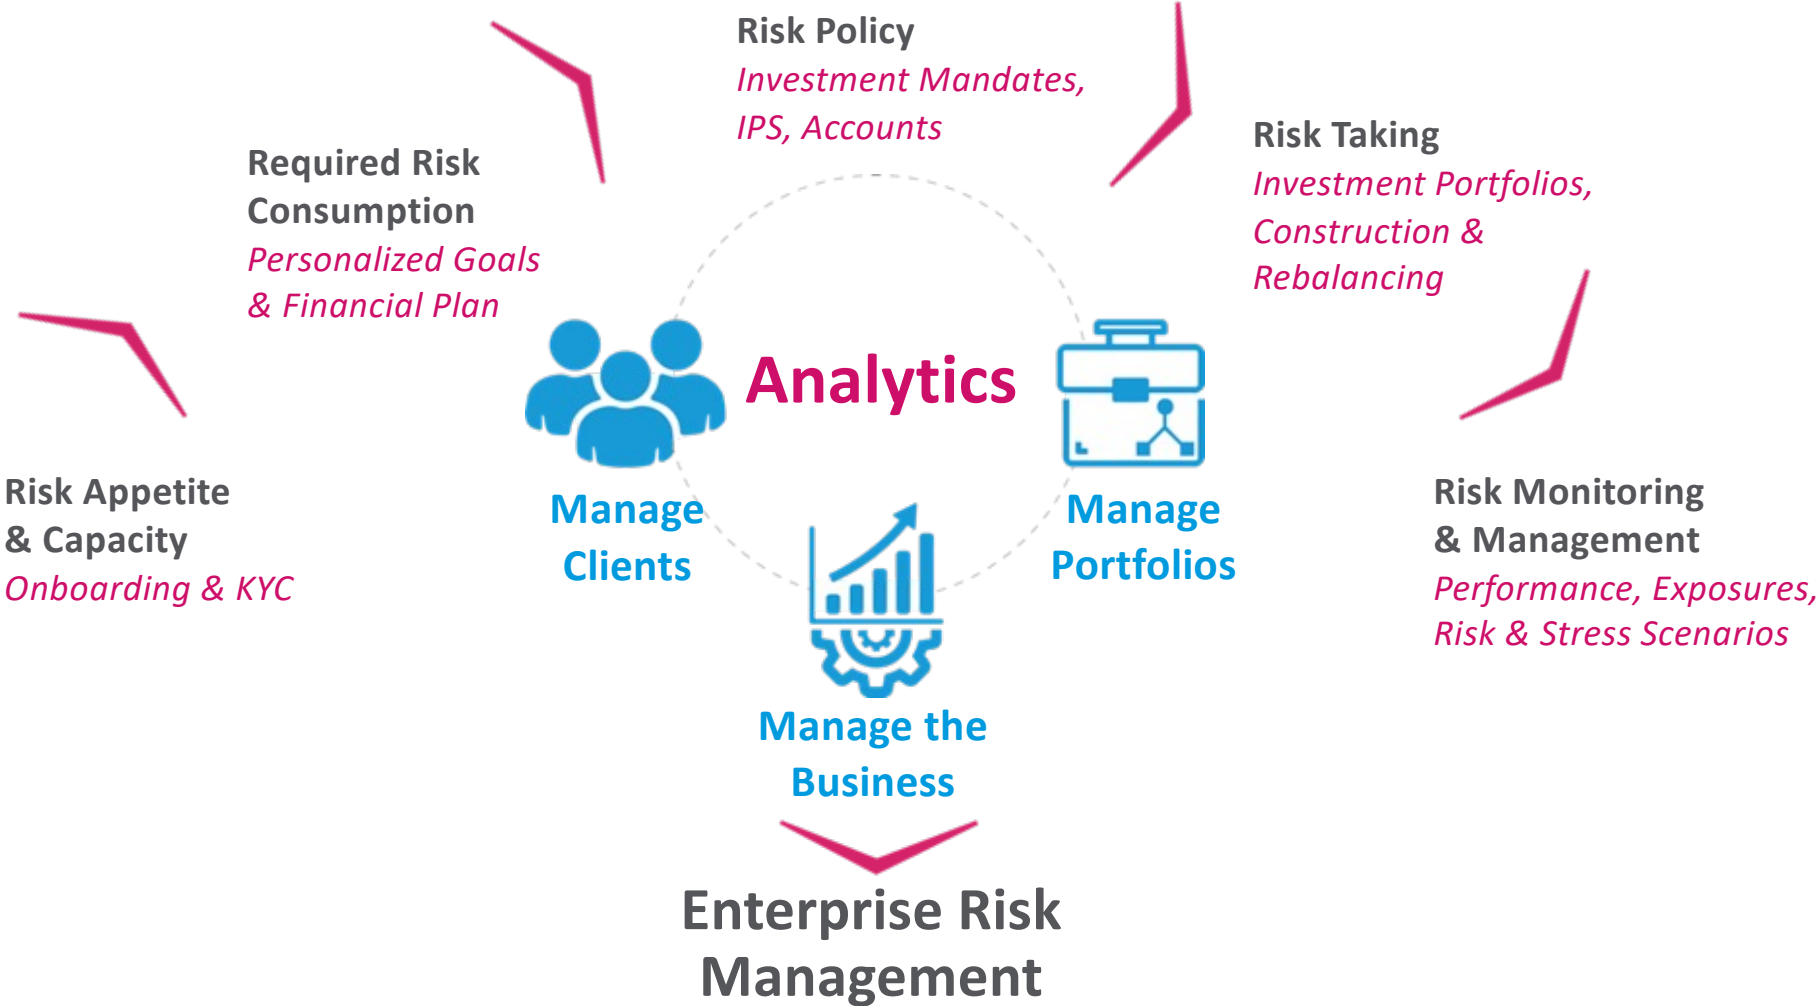 Risk Policy
Investment Mandates,
IPS, Accounts
Risk Taking
Investment Portfolios,
Construction &
Rebalancing
Required Risk
Consumption
Personalized Goals
& Financial Plan
Analytics
Risk Appetite
& Capacity
Onboarding & KYC
Manage
Clients
Manage
Portfolios
Risk Monitoring
& Management
Performance, Exposures,
Risk & Stress Scenarios
Manage the
Business
Enterprise Risk
Management